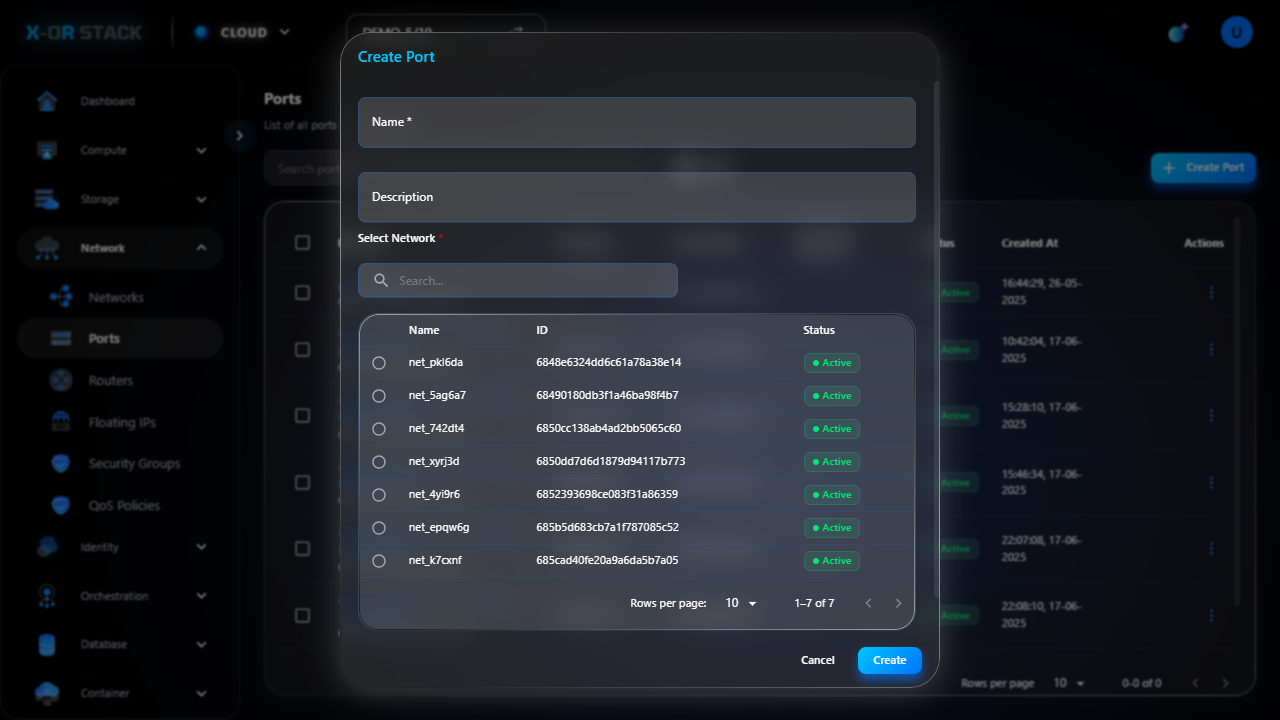 X-OR STACK
CLOUD
Create Port
Name *
Description
Select Network *
Search...
Name ID Status
net_pkl6da 6848e6324dd6c61a78a38e14 Active
net_5ag6a7 68490180db3f1a46ba98f4b7 Active
net_742dt4 6850cc138ab4ad2bb5065c60 Active
net_xyrj3d 6850dd7d6d1879d94117b773 Active
net_4yi9r6 6852393698ce083f31a86359 Active
net_epqw6g 685b5d683cb7a1f787085c52 Active
net_k7cxnf 685cad40fe20a9a6da5b7a05 Active
Rows per page: 10 1–7 of 7
Cancel Create
U
Dashboard
Compute
Storage
Network
Networks
Ports
Routers
Floating IPs
Security Groups
QoS Policies
Identity
Orchestration
Database
Container
Ports
List of all ports
Search
Create Port
Created At Actions
Active 16:44:29, 26-05-
2025
Active 10:42:04, 17-06-
2025
Active 15:28:10, 17-06-
2025
Active 15:46:34, 17-06-
2025
Active 22:07:08, 17-06-
2025
Active 22:08:10, 17-06-
2025
Rows per page 10 0-0 of 0